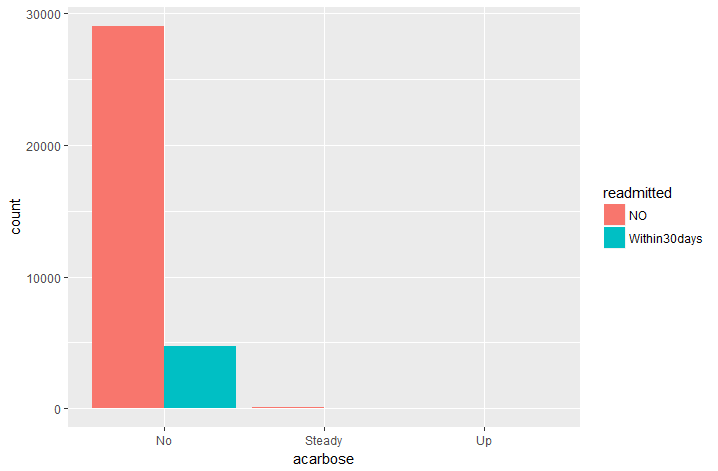 30000
20000
10000
0
count
No Steady Up
acarbose
readmitted
NO
Within30days